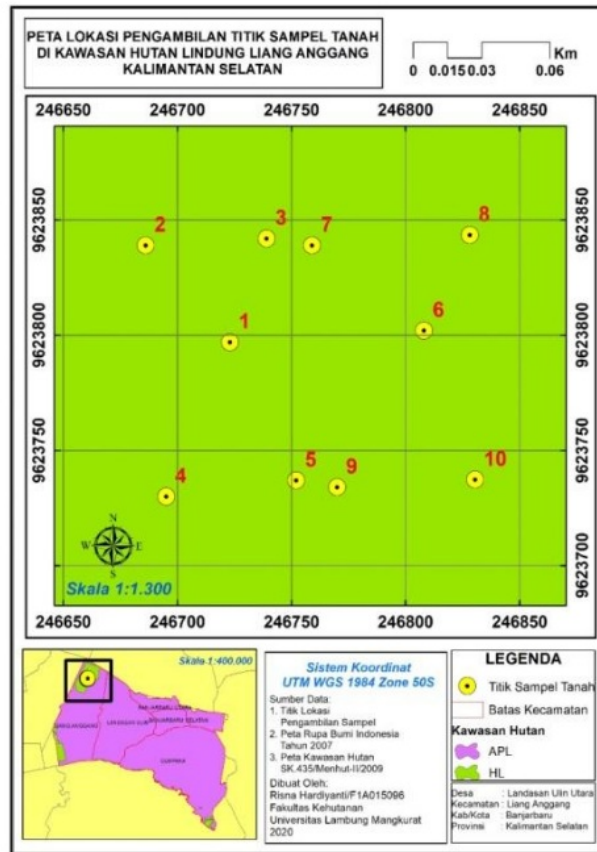 PETA LOKASI PENGAMBILAN TITIK SAMPEL TANAH
DI KAWASAN HUTAN LINDUNG LIANG ANGGANG
KALIMANTAN SELATAN
Km
0 0.015 0.03 0.06
246650 246700 246750 246800 246850
9623850 9623850
2 3 7 8
1 6
9623800 9623800
9623750 9623750
4 5 9 10
N
W E
S
9623700 9623700
Skala 1:1.300
246650 246700 246750 246800 246850
Skala 1:400.000
Sistem Koordinat
UTM WGS 1984 Zone 50S
Sumber Data:
1. Titik Lokasi
Pengambilan Sampel
2. Peta Rupa Bumi Indonesia
Tahun 2007
3. Peta Kawasan Hutan
SK.435/Menhut-II/2009
Dibuat Oleh:
Risna Hardiyanti/F1A015096
Fakultas Kehutanan
Universitas Lambung Mangkurat
2020
LEGENDA
Titik Sampel Tanah
Batas Kecamatan
Kawasan Hutan
APL
HL
Desa : Landasan Ulin Utara
Kecamatan : Liang Anggang
Kab/Kota : Banjarbaru
Provinsi : Kalimantan Selatan